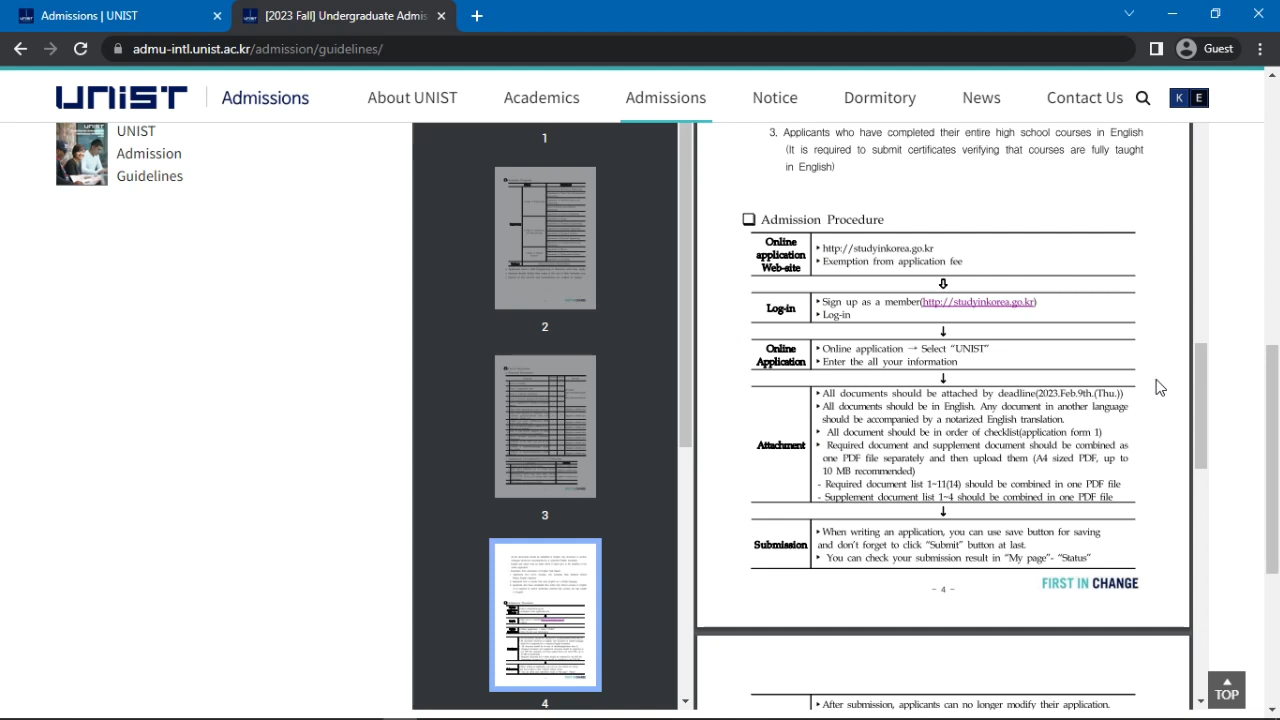 Admissions | UNIST
[2023 Fall] Undergraduate Admis
admu-intl.unist.ac.kr/admission/guidelines/
Guest
UNIST
Admissions
About UNIST
Academics
Admissions
Notice
Dormitory
News
Contact Us
K
E
UNIST
Admission
Guidelines
1
2
3
4
3. Applicants who have completed their entire high school courses in English
(It is required to submit certificates verifying that courses are fully taught
in English)
❏ Admission Procedure
Online
application
Web-site
‣ http://studyinkorea.go.kr
‣ Exemption from application fee
⇩
Log-in
‣ Sign up as a member(http://studyinkorea.go.kr)
‣ Log-in
↓
Online
Application
‣ Online application → Select “UNIST”
‣ Enter the all your information
↓
Attachment
‣ All documents should be attached by deadline(2023.Feb.9th.(Thu.))
‣ All documents should be in English. Any document in another language
should be accompanied by a notarized English translation.
‣ All document should be in order of checklist(application form 1)
‣ Required document and supplement document should be combined as
one PDF file separately and then upload them (A4 sized PDF, up to
10 MB recommended)
- Required document list 1~11(14) should be combined in one PDF file
- Supplement document list 1~4 should be combined in one PDF file
↓
Submission
‣ When writing an application, you can use save button for saving
and don’t forget to click “Submit” button at last.
‣ You can check your submission result in “My page”- “Status”
- 4 -
FIRST IN CHANGE
‣ After submission, applicants can no longer modify their application.
TOP